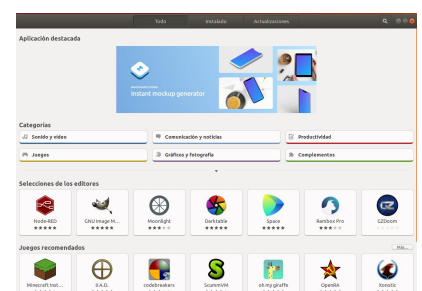 Todo Instalado Actualizaciones
Aplicación destacada
instant mockup generator
Categorías
Sonido y vídeo Comunicación y noticias Productividad
Juegos Gráficos y fotografía Complementos
Selecciones de los editores
Node-RED GNU Image M... Moonlight Darktable Space Rambox Pro GZDoom
Juegos recomendados Más...
Minecraft Inst... 0 A.D. codebreakers ScummVM oh my giraffe OpenRA Xonotic